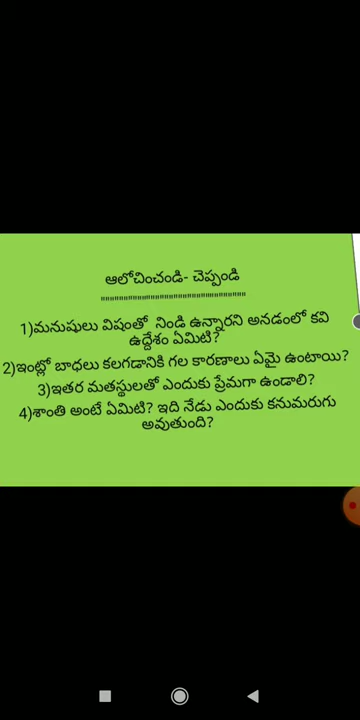 ఆలోచించండి- చెప్పండి
"""""""""""""""""""""""""""""""""""
1)మనుషులు విషంతో నిండి ఉన్నారని అనడంలో కవి
ఉద్దేశం ఏమిటి?
2)ఇంట్లో బాధలు కలగడానికి గల కారణాలు ఏమై ఉంటాయి?
3)ఇతర మతస్థులతో ఎందుకు ప్రేమగా ఉండాలి?
4)శాంతి అంటే ఏమిటి? ఇది నేడు ఎందుకు కనుమరుగు
అవుతుంది?